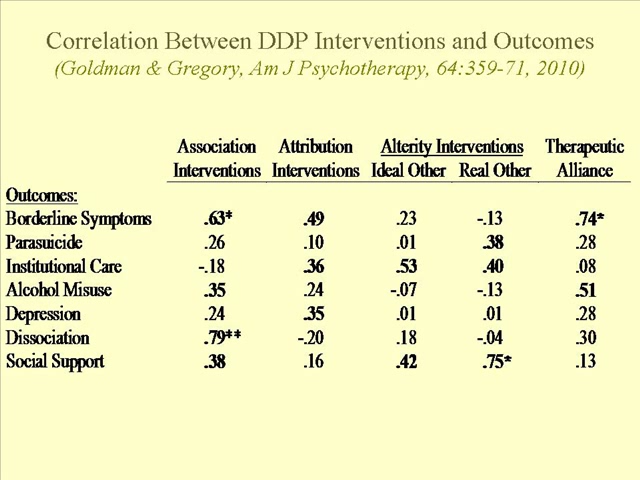 Correlation Between DDP Interventions and Outcomes
(Goldman & Gregory, Am J Psychotherapy, 64:359-71, 2010)
Association Attribution Alterity Interventions Therapeutic
Interventions Interventions Ideal Other Real Other Alliance
Outcomes:
Borderline Symptoms .63* .49 .23 -.13 .74*
Parasuicide .26 .10 .01 .38 .28
Institutional Care -.18 .36 .53 .40 .08
Alcohol Misuse .35 .24 -.07 -.13 .51
Depression .24 .35 .01 .01 .28
Dissociation .79** -.20 .18 -.04 .30
Social Support .38 .16 .42 .75* .13